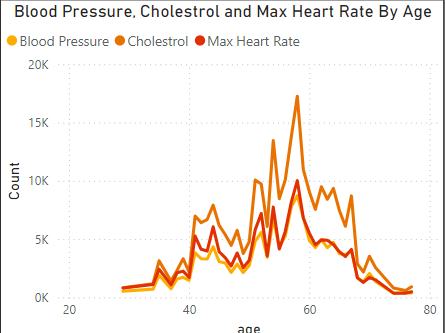 Blood Pressure, Cholestrol and Max Heart Rate By Age
Blood Pressure Cholestrol Max Heart Rate
20K
15K
10K
5K
0K
Count
20 40 60 80
age